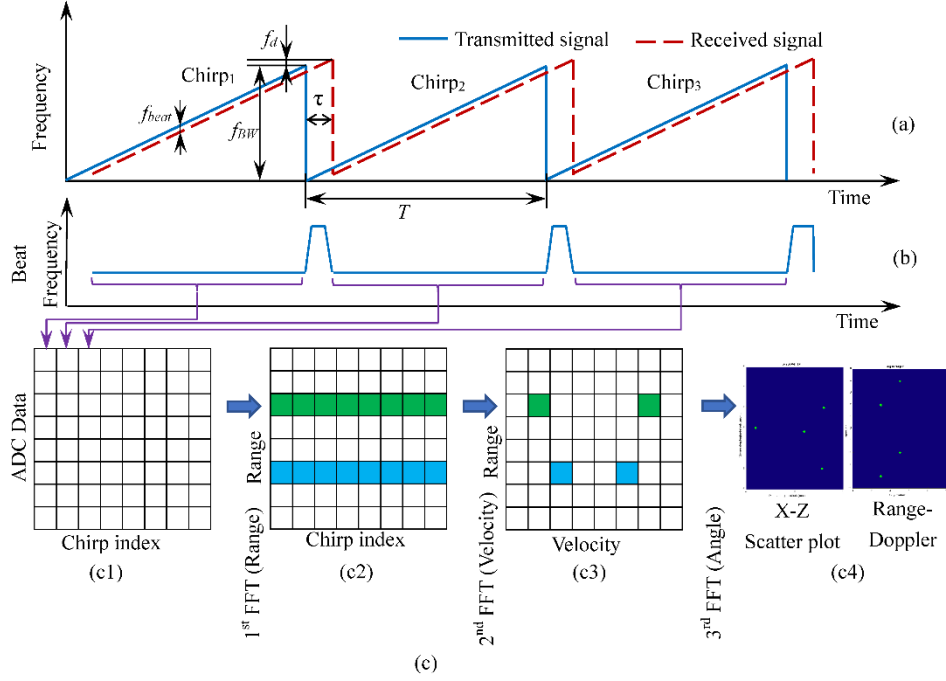 f_d
Transmitted signal
Received signal
Chirp₁
Chirp₂
Chirp₃
τ
f_beat
f_BW
Frequency
(a)
Time
T
Beat
Frequency
(b)
Time
ADC Data
Chirp index
(c1)
1st FFT (Range)
Range
Chirp index
(c2)
2nd FFT (Velocity)
Range
Velocity
(c3)
3rd FFT (Angle)
X-Z
Scatter plot
Range-
Doppler
(c4)
(c)